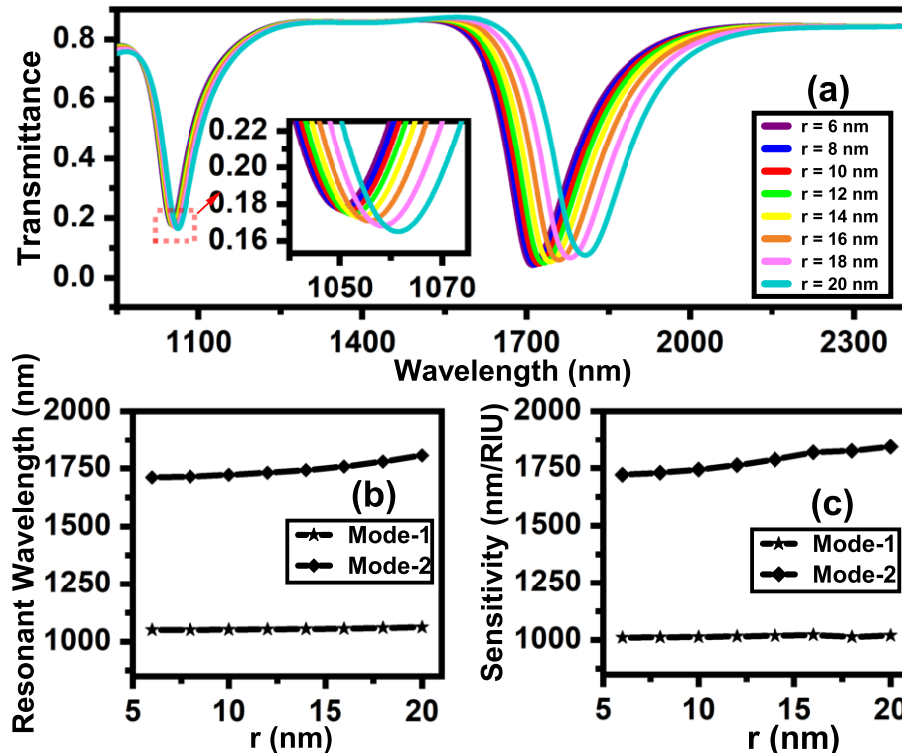 Transmittance
0.8
0.6
0.4
0.2
0.0
0.22
0.20
0.18
0.16
1050
1070
(a)
r = 6 nm
r = 8 nm
r = 10 nm
r = 12 nm
r = 14 nm
r = 16 nm
r = 18 nm
r = 20 nm
1100
1400
1700
2000
2300
Wavelength (nm)
Resonant Wavelength (nm)
2000
1750
1500
1250
1000
(b)
Mode-1
Mode-2
5
10
15
20
r (nm)
Sensitivity (nm/RIU)
2000
1750
1500
1250
1000
(c)
Mode-1
Mode-2
5
10
15
20
r (nm)